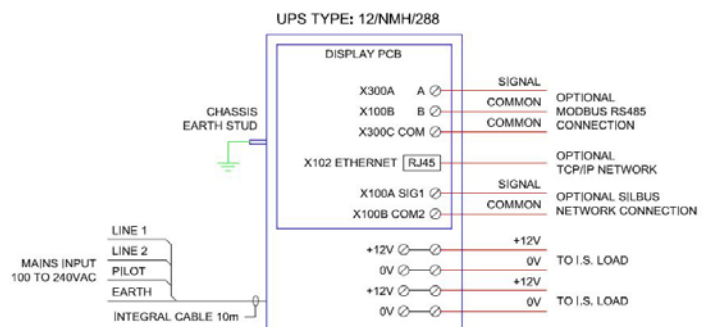 UPS TYPE: 12/NMH/288
DISPLAY PCB
X300A A
SIGNAL
X100B B
COMMON
X300C COM
COMMON
OPTIONAL
MODBUS RS485
CONNECTION
CHASSIS
EARTH STUD
X102 ETHERNET RJ45
OPTIONAL
TCP/IP NETWORK
X100A SIG1
SIGNAL
X100B COM2
COMMON
OPTIONAL SILBUS
NETWORK CONNECTION
LINE 1
LINE 2
PILOT
EARTH
MAINS INPUT
100 TO 240VAC
INTEGRAL CABLE 10m
+12V
+12V
0V
0V
TO I.S. LOAD
+12V
+12V
0V
0V
TO I.S. LOAD